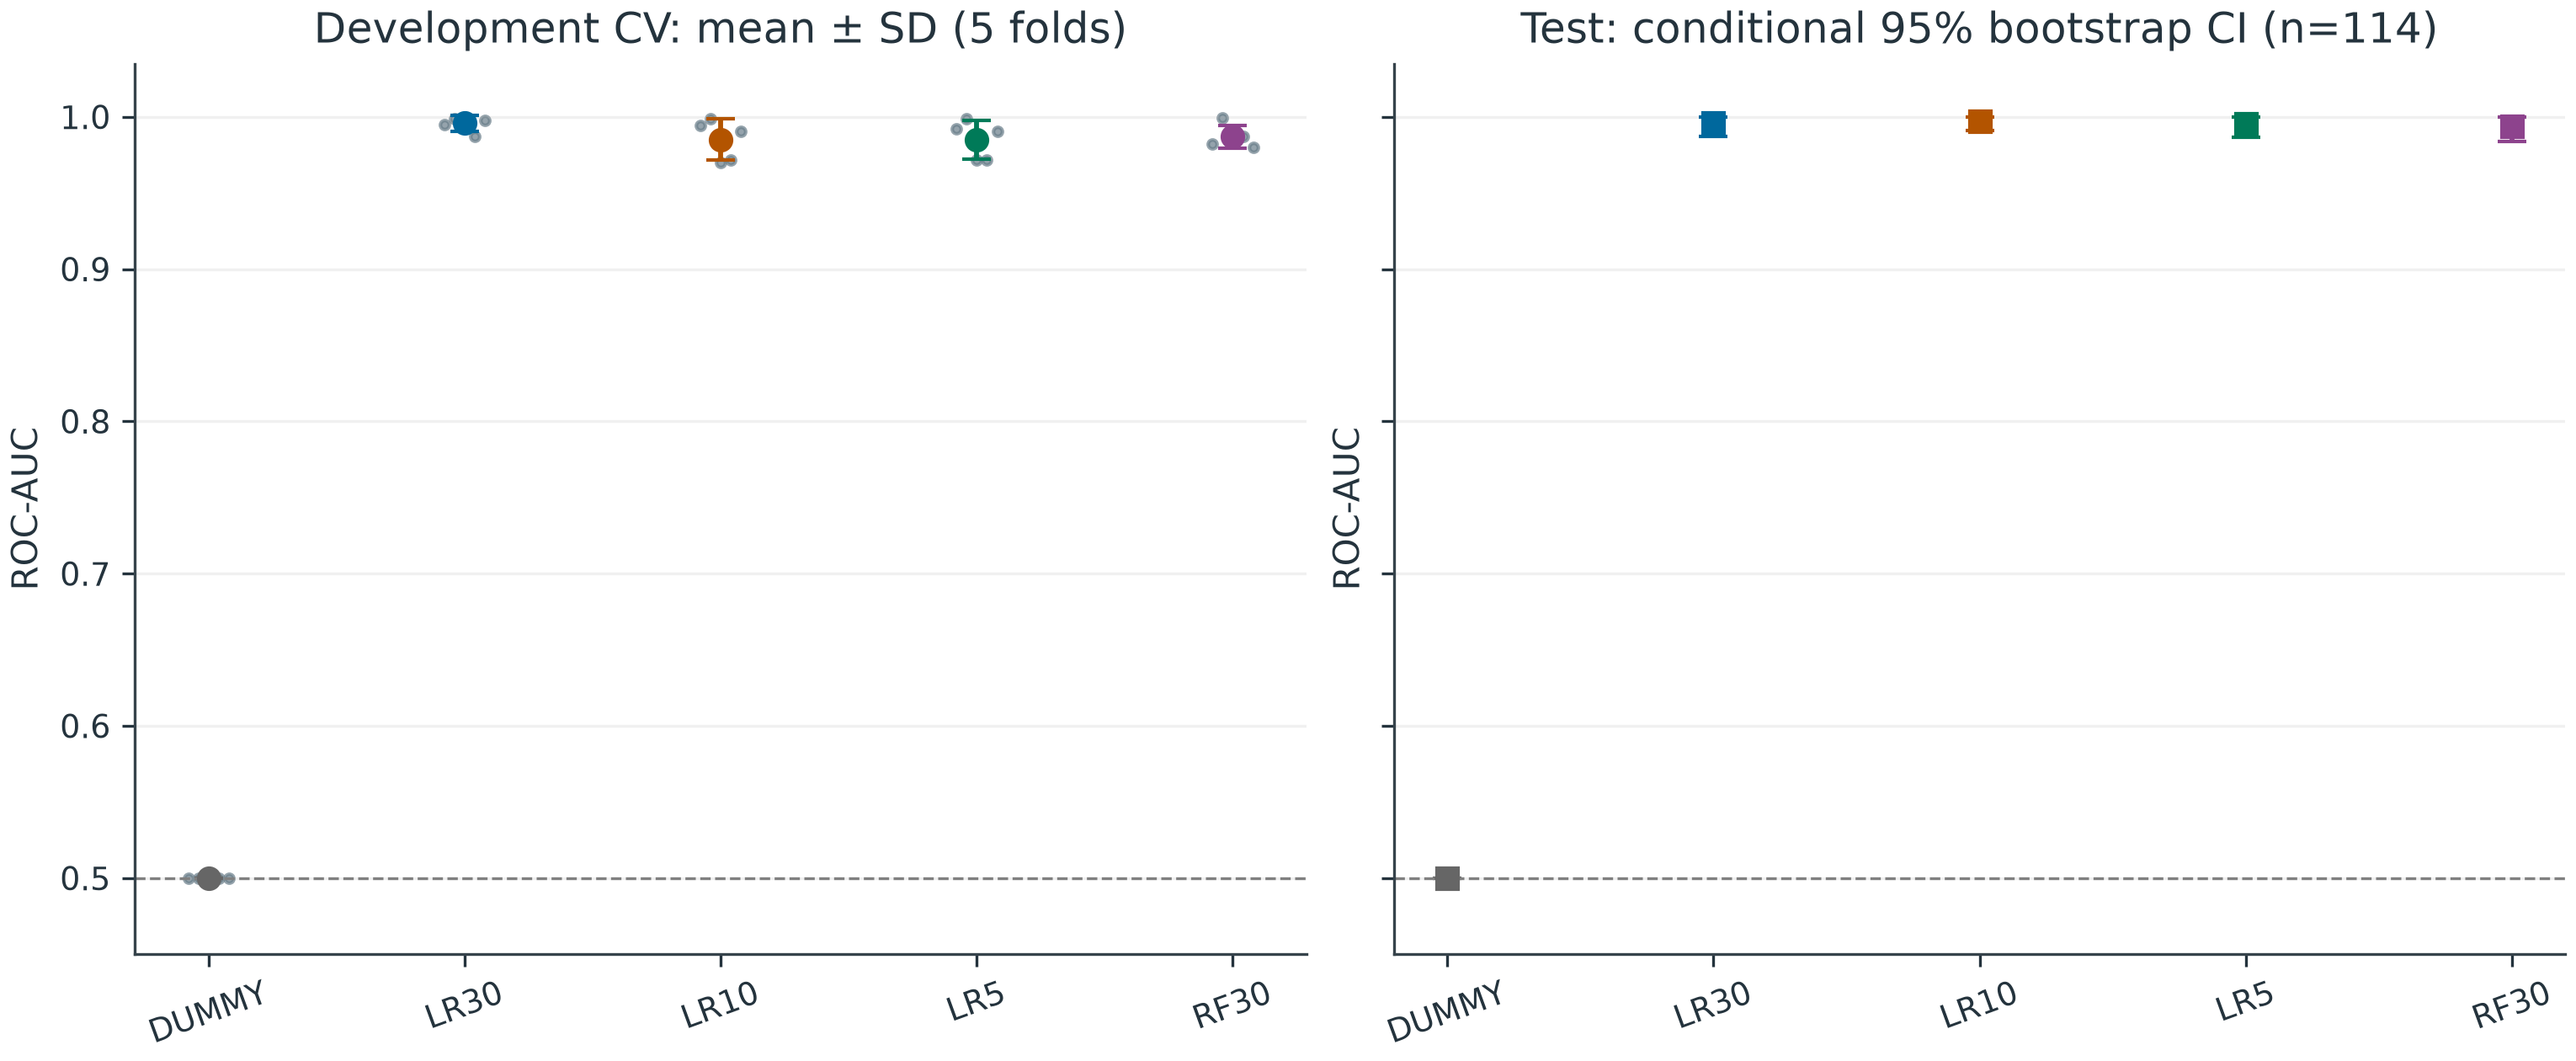 Development CV: mean ± SD (5 folds)
ROC-AUC
1.0
0.9
0.8
0.7
0.6
0.5
DUMMY
LR30
LR10
LR5
RF30
Test: conditional 95% bootstrap CI (n=114)
ROC-AUC
DUMMY
LR30
LR10
LR5
RF30